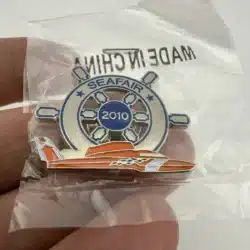 MADE IN CHINA
★ SEAFAIR ★
2010